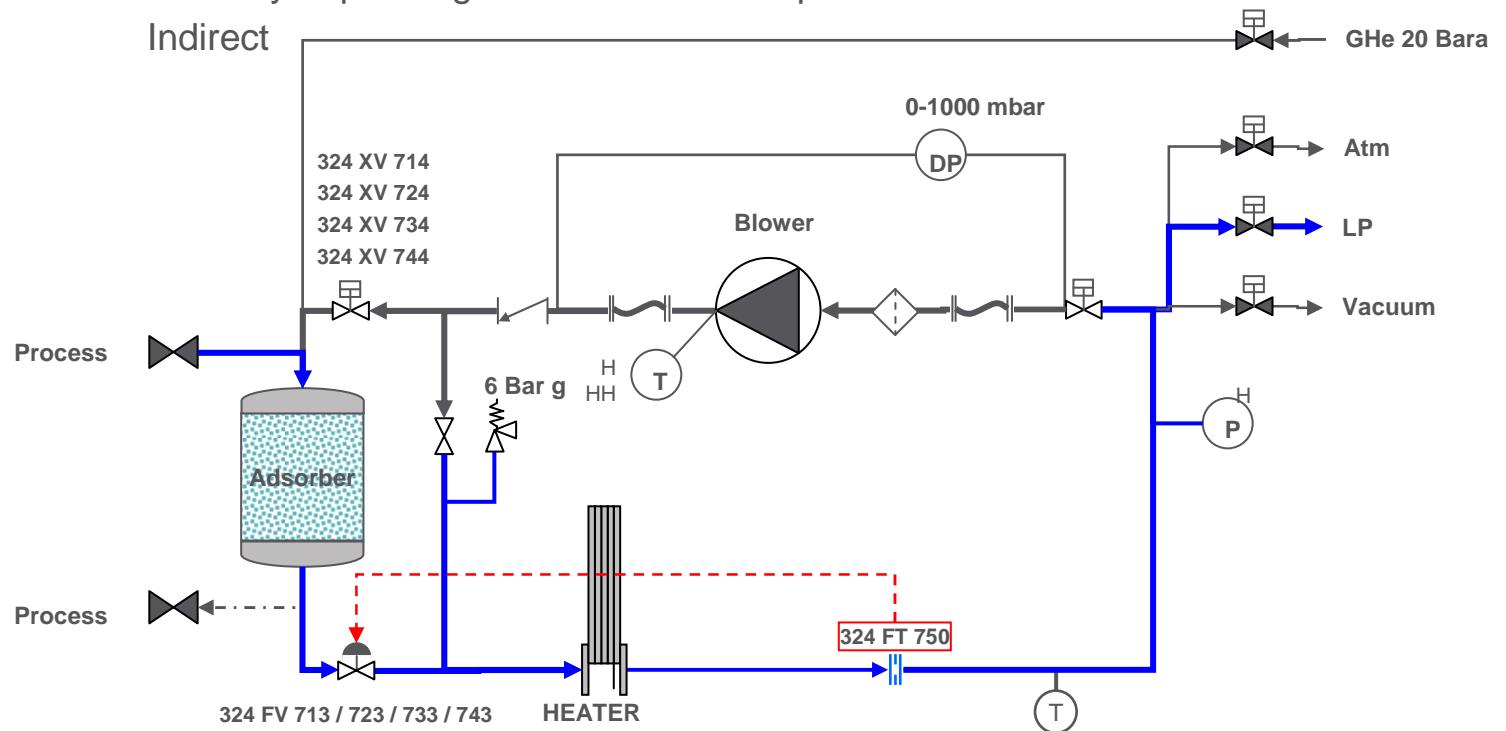 Indirect
GHe 20 Bara
0-1000 mbar
DP
Atm
324 XV 714
324 XV 724
324 XV 734
324 XV 744
Blower
LP
Vacuum
Process
H
HH
T
6 Bar g
H
P
Adsorber
Process
324 FT 750
324 FV 713 / 723 / 733 / 743
HEATER
T